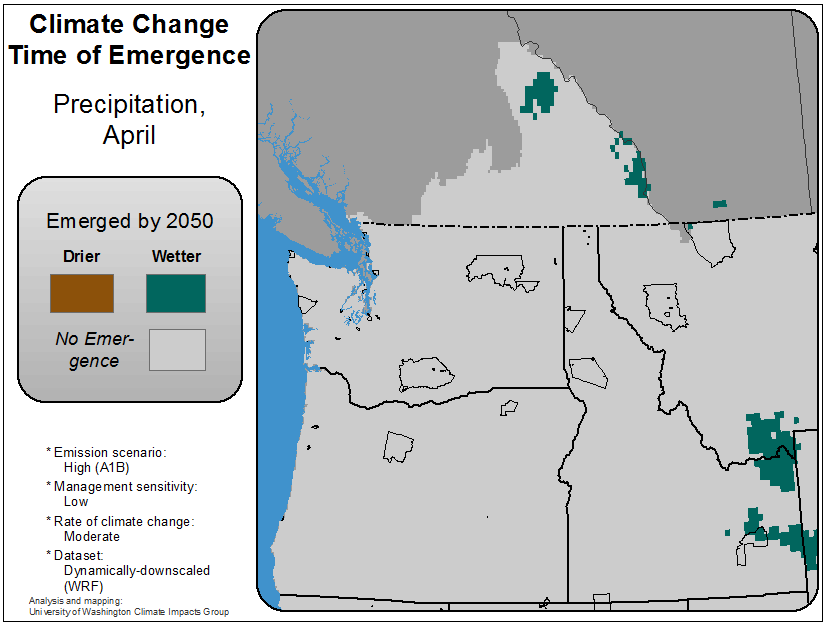 Climate Change
Time of Emergence
Precipitation,
April
Emerged by 2050
Drier Wetter
No Emer-
gence
* Emission scenario:
High (A1B)
* Management sensitivity:
Low
* Rate of climate change:
Moderate
* Dataset:
Dynamically-downscaled
(WRF)
Analysis and mapping:
University of Washington Climate Impacts Group